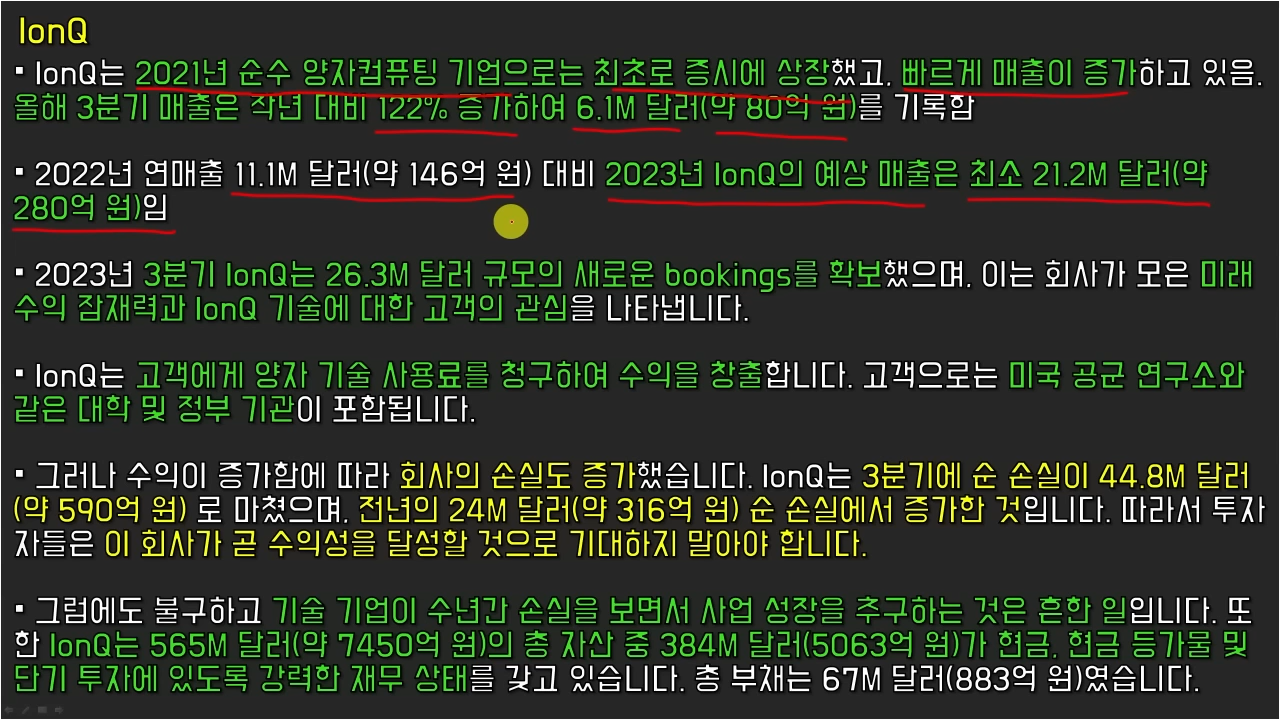 IonQ
▪ IonQ는 2021년 순수 양자컴퓨팅 기업으로는 최초로 증시에 상장했고, 빠르게 매출이 증가하고 있음.
올해 3분기 매출은 작년 대비 122% 증가하여 6.1M 달러(약 80억 원)를 기록함
▪ 2022년 연매출 11.1M 달러(약 146억 원) 대비 2023년 IonQ의 예상 매출은 최소 21.2M 달러(약
280억 원)임
▪ 2023년 3분기 IonQ는 26.3M 달러 규모의 새로운 bookings를 확보했으며, 이는 회사가 모은 미래
수익 잠재력과 IonQ 기술에 대한 고객의 관심을 나타냅니다.
▪ IonQ는 고객에게 양자 기술 사용료를 청구하여 수익을 창출합니다. 고객으로는 미국 공군 연구소와
같은 대학 및 정부 기관이 포함됩니다.
▪ 그러나 수익이 증가함에 따라 회사의 손실도 증가했습니다. IonQ는 3분기에 순 손실이 44.8M 달러
(약 590억 원) 로 마쳤으며, 전년의 24M 달러(약 316억 원) 순 손실에서 증가한 것입니다. 따라서 투자
자들은 이 회사가 곧 수익성을 달성할 것으로 기대하지 말아야 합니다.
▪ 그럼에도 불구하고 기술 기업이 수년간 손실을 보면서 사업 성장을 추구하는 것은 흔한 일입니다. 또
한 IonQ는 565M 달러(약 7450억 원)의 총 자산 중 384M 달러(5063억 원)가 현금, 현금 등가물 및
단기 투자에 있도록 강력한 재무 상태를 갖고 있습니다. 총 부채는 67M 달러(883억 원)였습니다.